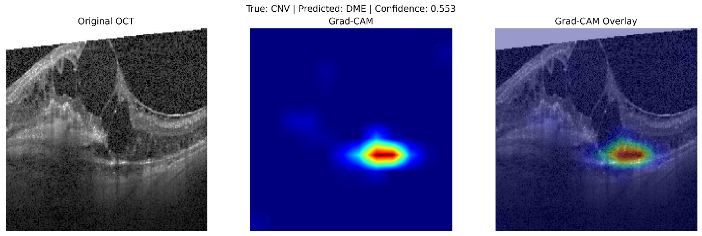 True: CNV | Predicted: DME | Confidence: 0.553
Original OCT
Grad-CAM
Grad-CAM Overlay